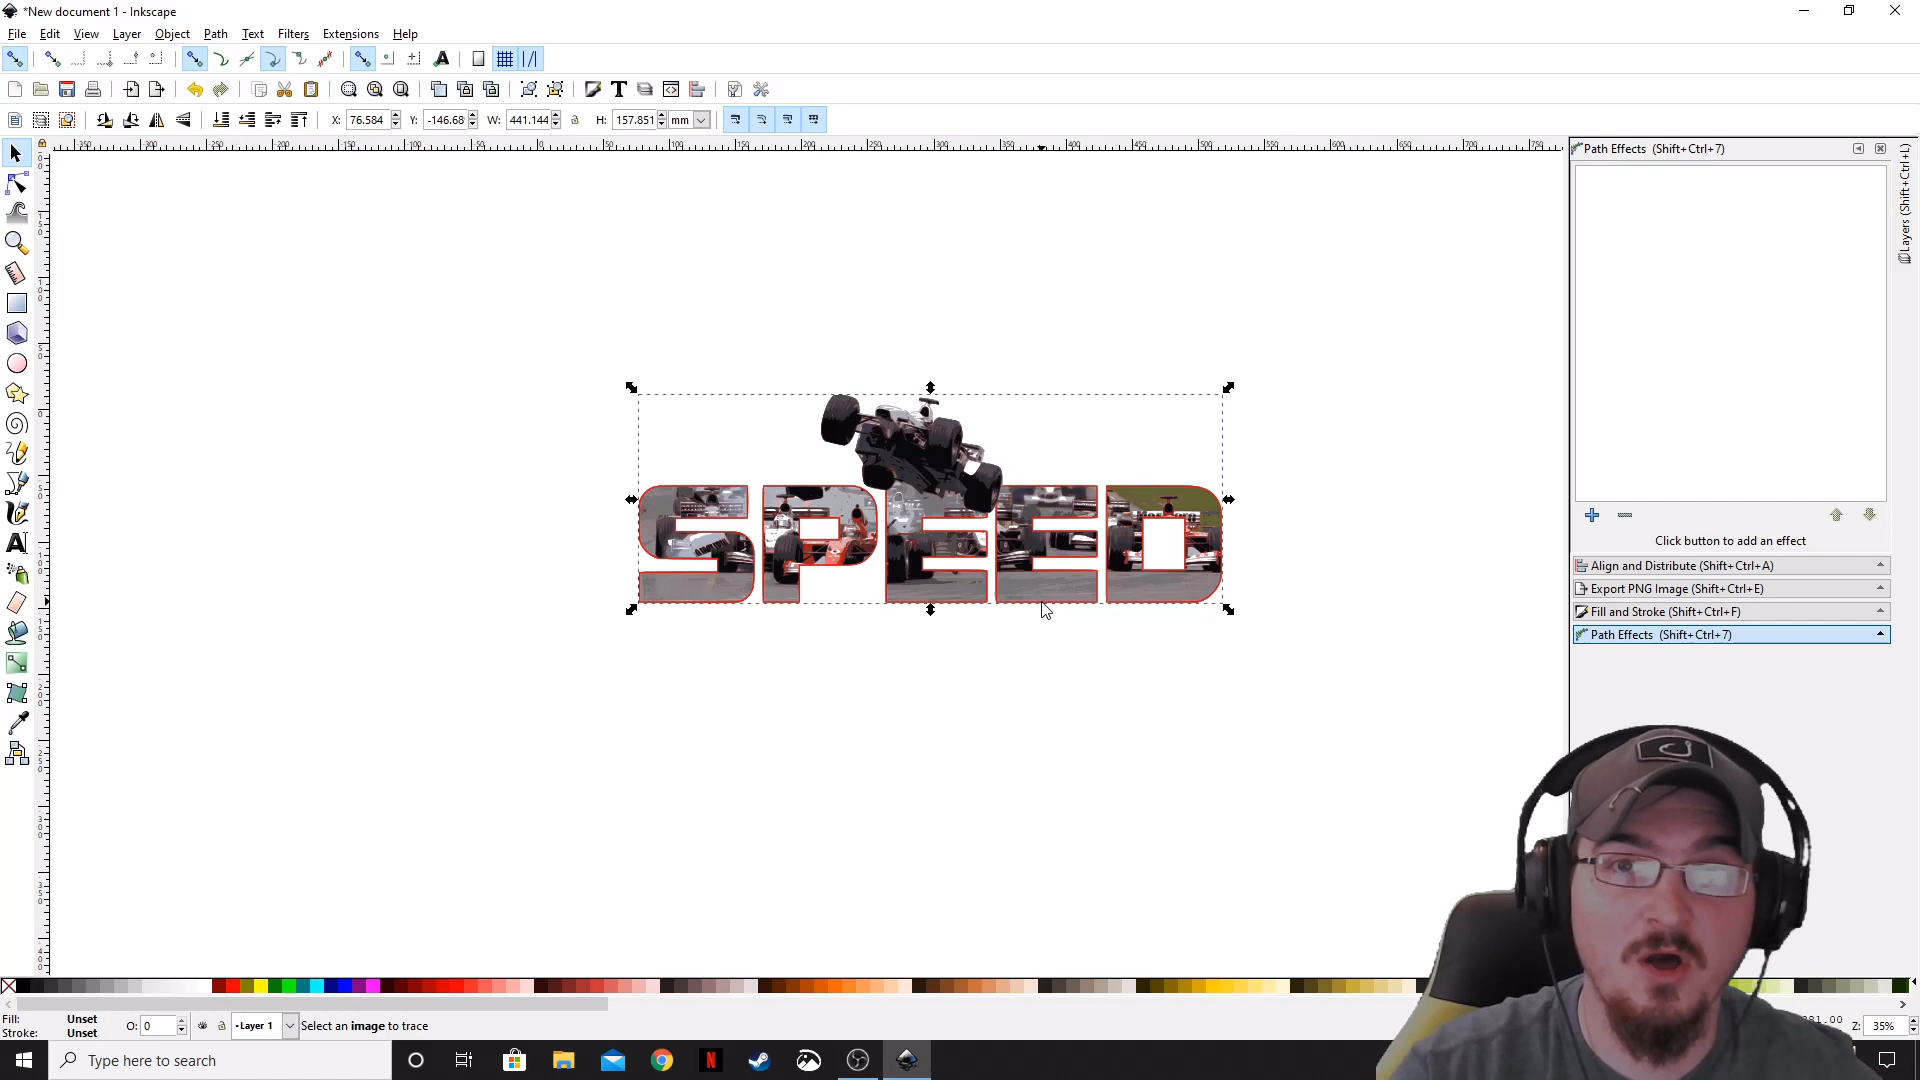 *New document 1 - Inkscape
File Edit View Layer Object Path Text Filters Extensions Help
X: 76.584 Y: -146.68 W: 441.144 H: 157.851 mm
Path Effects (Shift+Ctrl+7)
Layers (Shift+Ctrl+L)
SPEED
Click button to add an effect
Align and Distribute (Shift+Ctrl+A)
Export PNG Image (Shift+Ctrl+E)
Fill and Stroke (Shift+Ctrl+F)
Path Effects (Shift+Ctrl+7)
Fill: Unset
Stroke: Unset
O: 0
Layer 1
Select an image to trace
Z: 35%
Type here to search